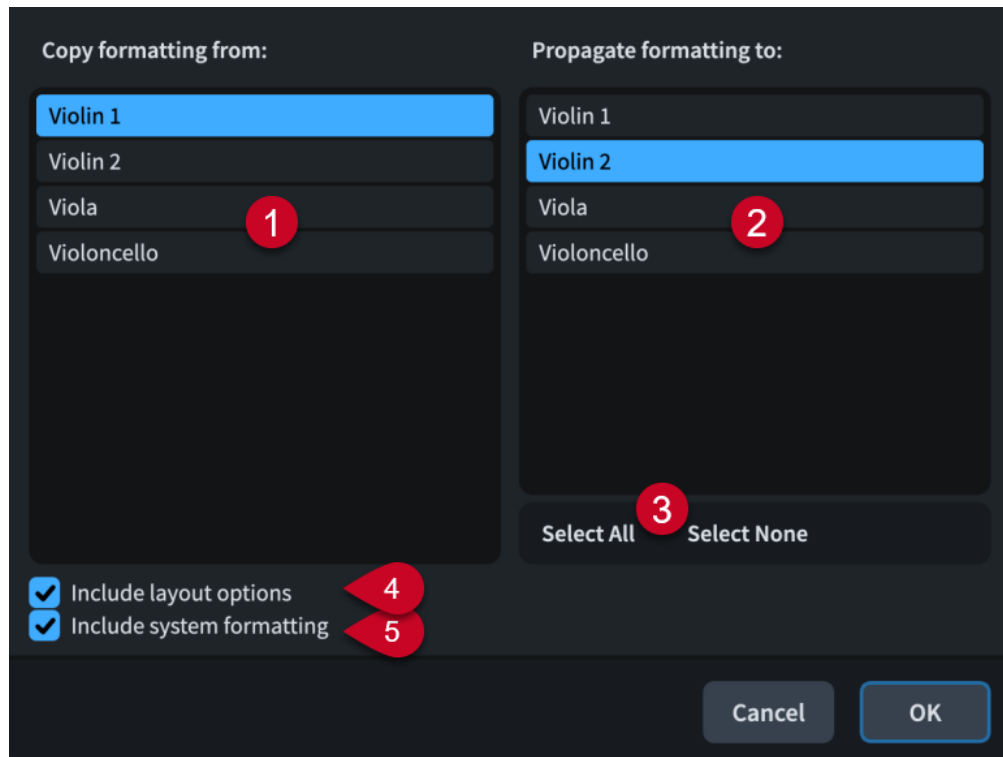 Copy formatting from:
Violin 1
Violin 2
Viola
Violoncello
1
Propagate formatting to:
Violin 1
Violin 2
Viola
Violoncello
2
3
Select All Select None
Include layout options
4
Include system formatting
5
Cancel OK